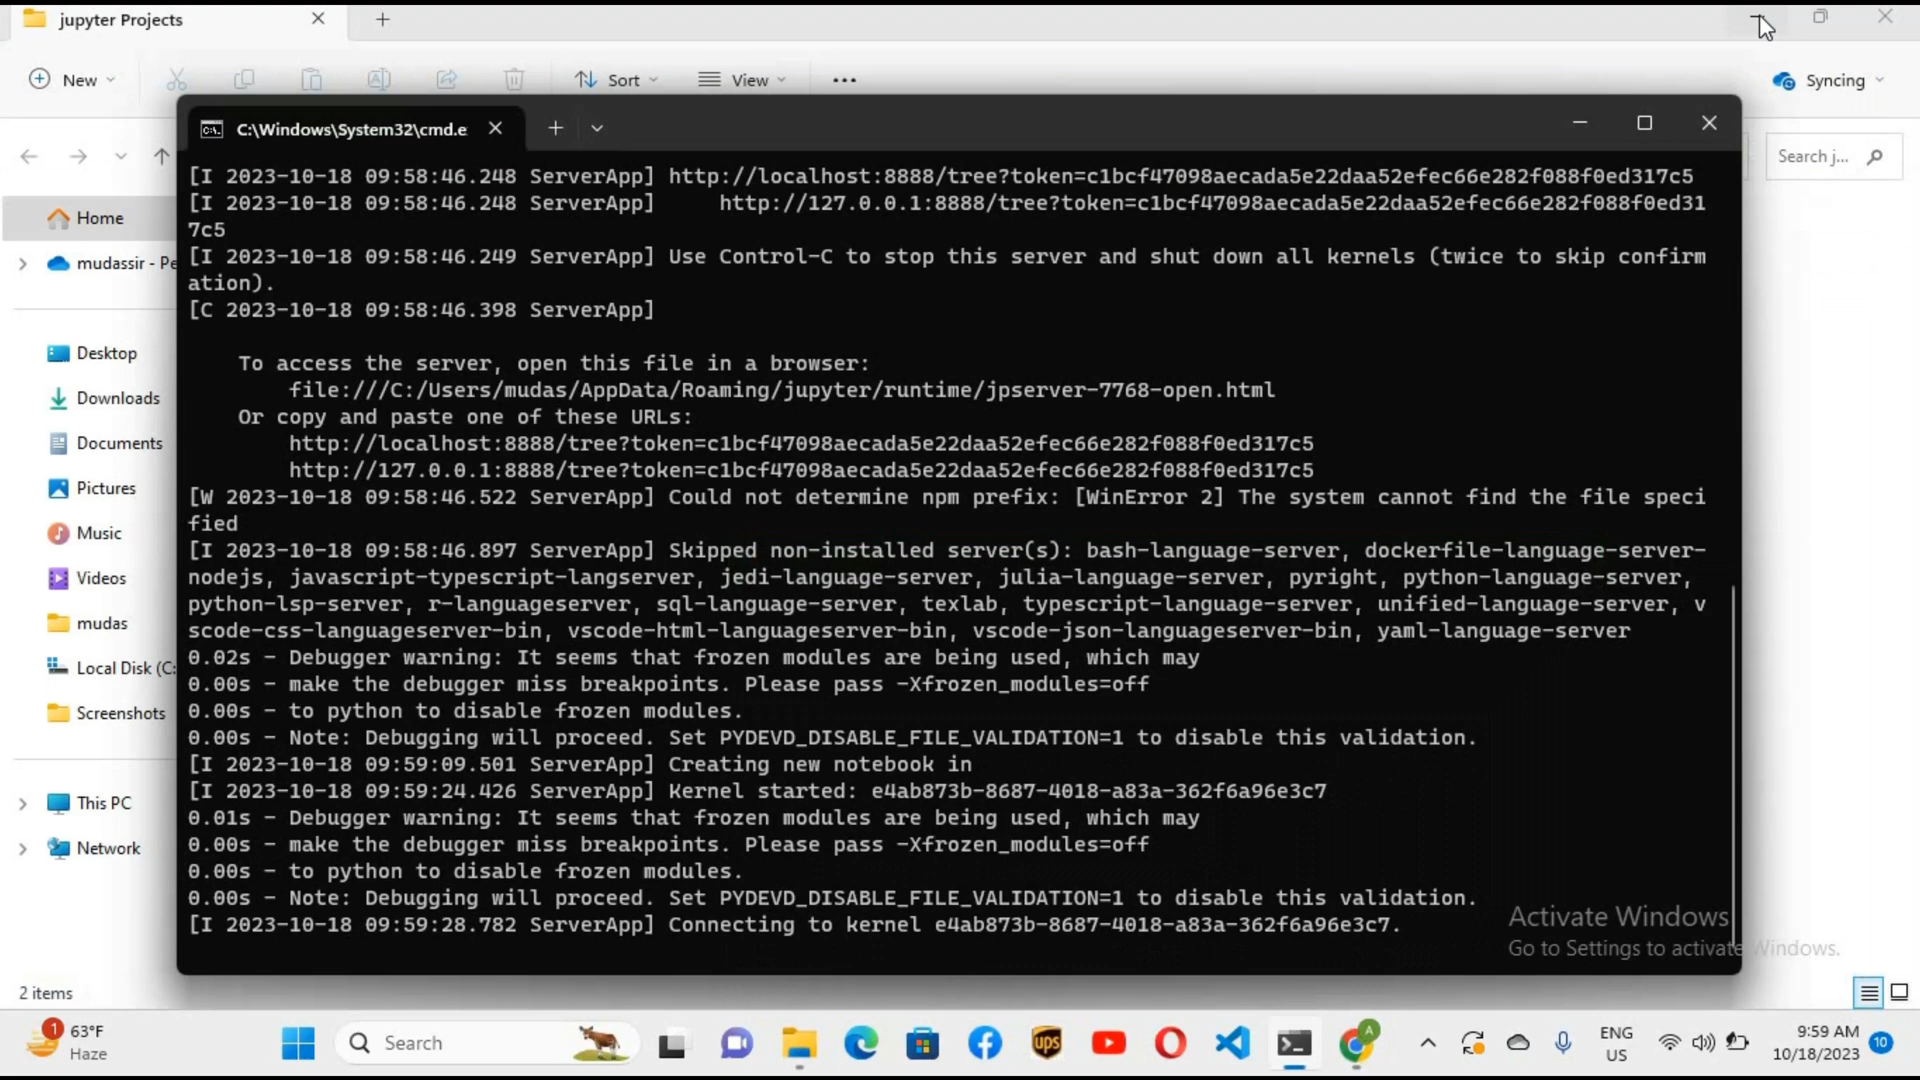 jupyter Projects
New
Sort
View
Syncing
C:\Windows\System32\cmd.e
Search j...
[I 2023-10-18 09:58:46.248 ServerApp] http://localhost:8888/tree?token=c1bcf47098aecada5e22daa52efec66e282f088f0ed317c5
[I 2023-10-18 09:58:46.248 ServerApp]     http://127.0.0.1:8888/tree?token=c1bcf47098aecada5e22daa52efec66e282f088f0ed31
7c5
[I 2023-10-18 09:58:46.249 ServerApp] Use Control-C to stop this server and shut down all kernels (twice to skip confirm
ation).
[C 2023-10-18 09:58:46.398 ServerApp]
To access the server, open this file in a browser:
file:///C:/Users/mudas/AppData/Roaming/jupyter/runtime/jpserver-7768-open.html
Or copy and paste one of these URLs:
http://localhost:8888/tree?token=c1bcf47098aecada5e22daa52efec66e282f088f0ed317c5
http://127.0.0.1:8888/tree?token=c1bcf47098aecada5e22daa52efec66e282f088f0ed317c5
[W 2023-10-18 09:58:46.522 ServerApp] Could not determine npm prefix: [WinError 2] The system cannot find the file speci
fied
[I 2023-10-18 09:58:46.897 ServerApp] Skipped non-installed server(s): bash-language-server, dockerfile-language-server-
nodejs, javascript-typescript-langserver, jedi-language-server, julia-language-server, pyright, python-language-server,
python-lsp-server, r-languageserver, sql-language-server, texlab, typescript-language-server, unified-language-server, v
scode-css-languageserver-bin, vscode-html-languageserver-bin, vscode-json-languageserver-bin, yaml-language-server
0.02s - Debugger warning: It seems that frozen modules are being used, which may
0.00s - make the debugger miss breakpoints. Please pass -Xfrozen_modules=off
0.00s - to python to disable frozen modules.
0.00s - Note: Debugging will proceed. Set PYDEVD_DISABLE_FILE_VALIDATION=1 to disable this validation.
[I 2023-10-18 09:59:09.501 ServerApp] Creating new notebook in
[I 2023-10-18 09:59:24.426 ServerApp] Kernel started: e4ab873b-8687-4018-a83a-362f6a96e3c7
0.01s - Debugger warning: It seems that frozen modules are being used, which may
0.00s - make the debugger miss breakpoints. Please pass -Xfrozen_modules=off
0.00s - to python to disable frozen modules.
0.00s - Note: Debugging will proceed. Set PYDEVD_DISABLE_FILE_VALIDATION=1 to disable this validation.
[I 2023-10-18 09:59:28.782 ServerApp] Connecting to kernel e4ab873b-8687-4018-a83a-362f6a96e3c7.
Home
mudassir - Pe
Desktop
Downloads
Documents
Pictures
Music
Videos
mudas
Local Disk (C:
Screenshots
This PC
Network
Activate Windows
Go to Settings to activate Windows.
2 items
1
63°F
Haze
Search
ups
A
ENG
US
9:59 AM
10/18/2023
10